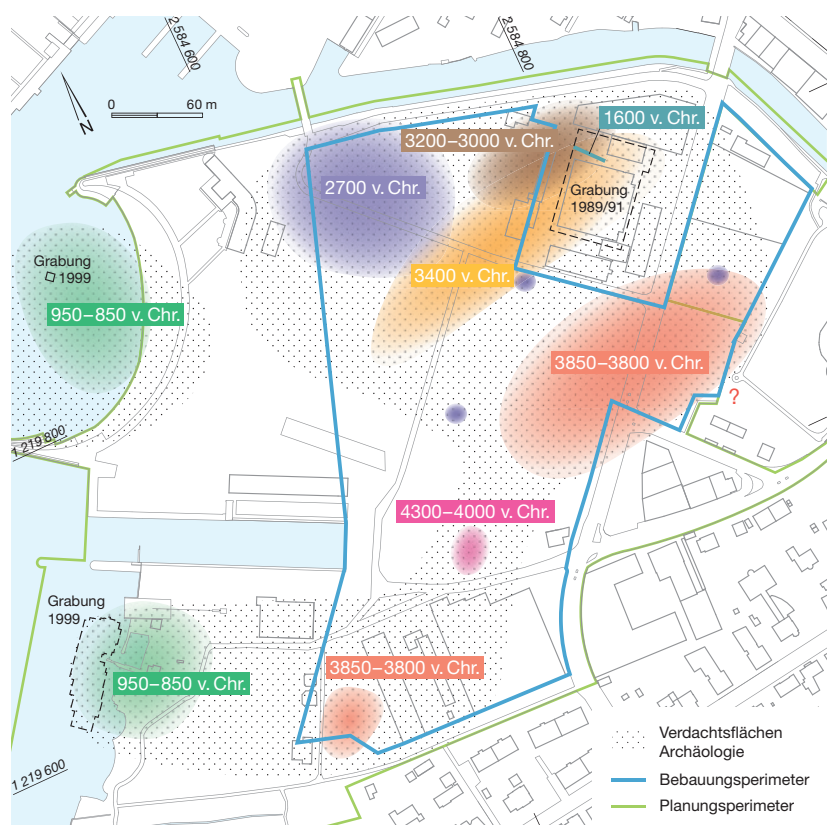 2 584 600
2 584 800
N
0 60 m
1600 v. Chr.
3200–3000 v. Chr.
2700 v. Chr.
Grabung
1989/91
Grabung
1999
3400 v. Chr.
950–850 v. Chr.
3850–3800 v. Chr.
?
1 219 800
4300–4000 v. Chr.
Grabung
1999
3850–3800 v. Chr.
950–850 v. Chr.
1 219 600
Verdachtsflächen
Archäologie
Bebauungsperimeter
Planungsperimeter